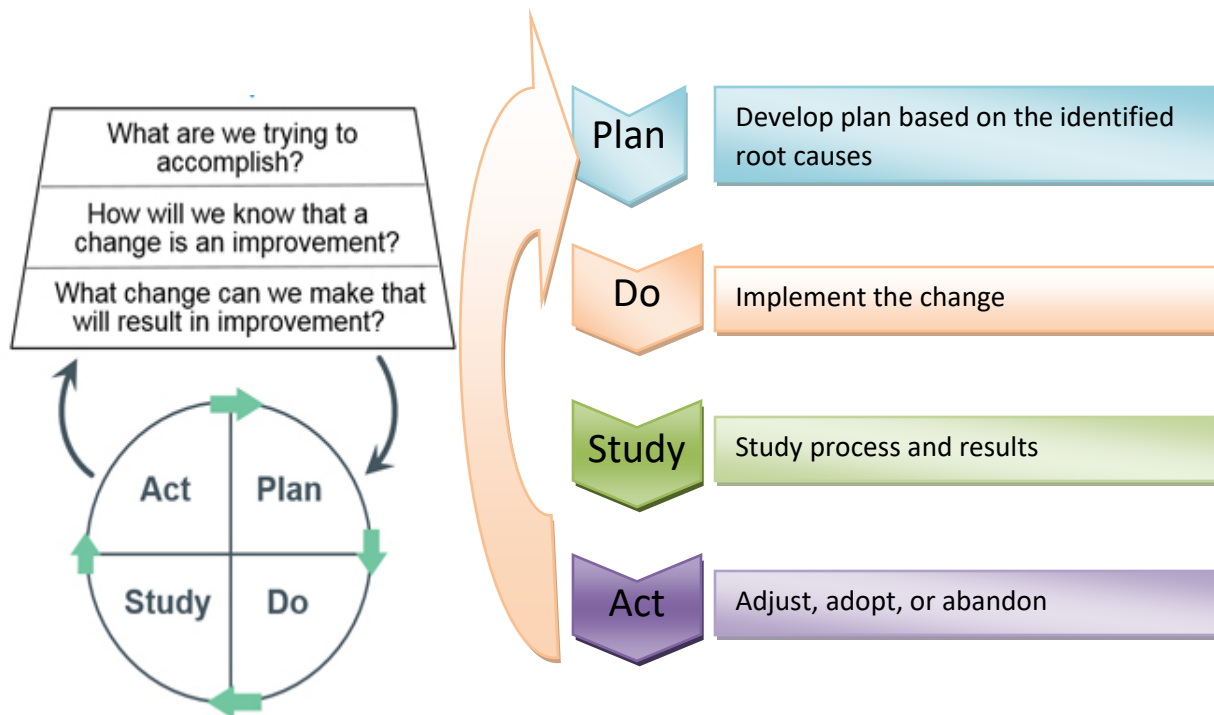 What are we trying to
accomplish?
How will we know that a
change is an improvement?
What change can we make that
will result in improvement?
Act
Plan
Study
Do
Plan
Develop plan based on the identified
root causes
Do
Implement the change
Study
Study process and results
Act
Adjust, adopt, or abandon